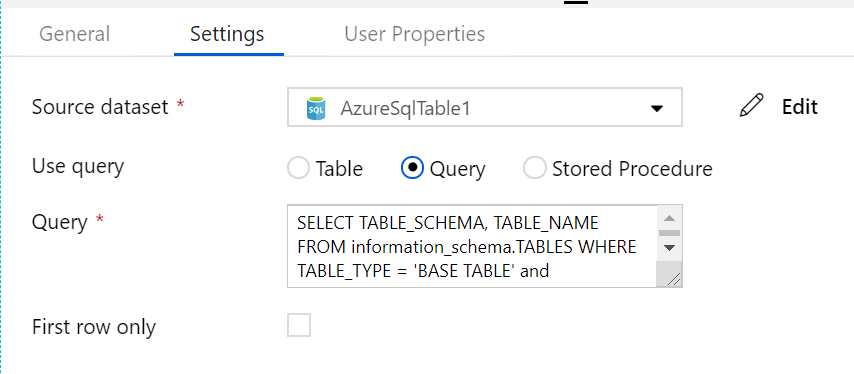 General Settings User Properties
Source dataset * SQL AzureSqlTable1 Edit
Use query Table Query Stored Procedure
Query * SELECT TABLE_SCHEMA, TABLE_NAME
FROM information_schema.TABLES WHERE
TABLE_TYPE = 'BASE TABLE' and
First row only